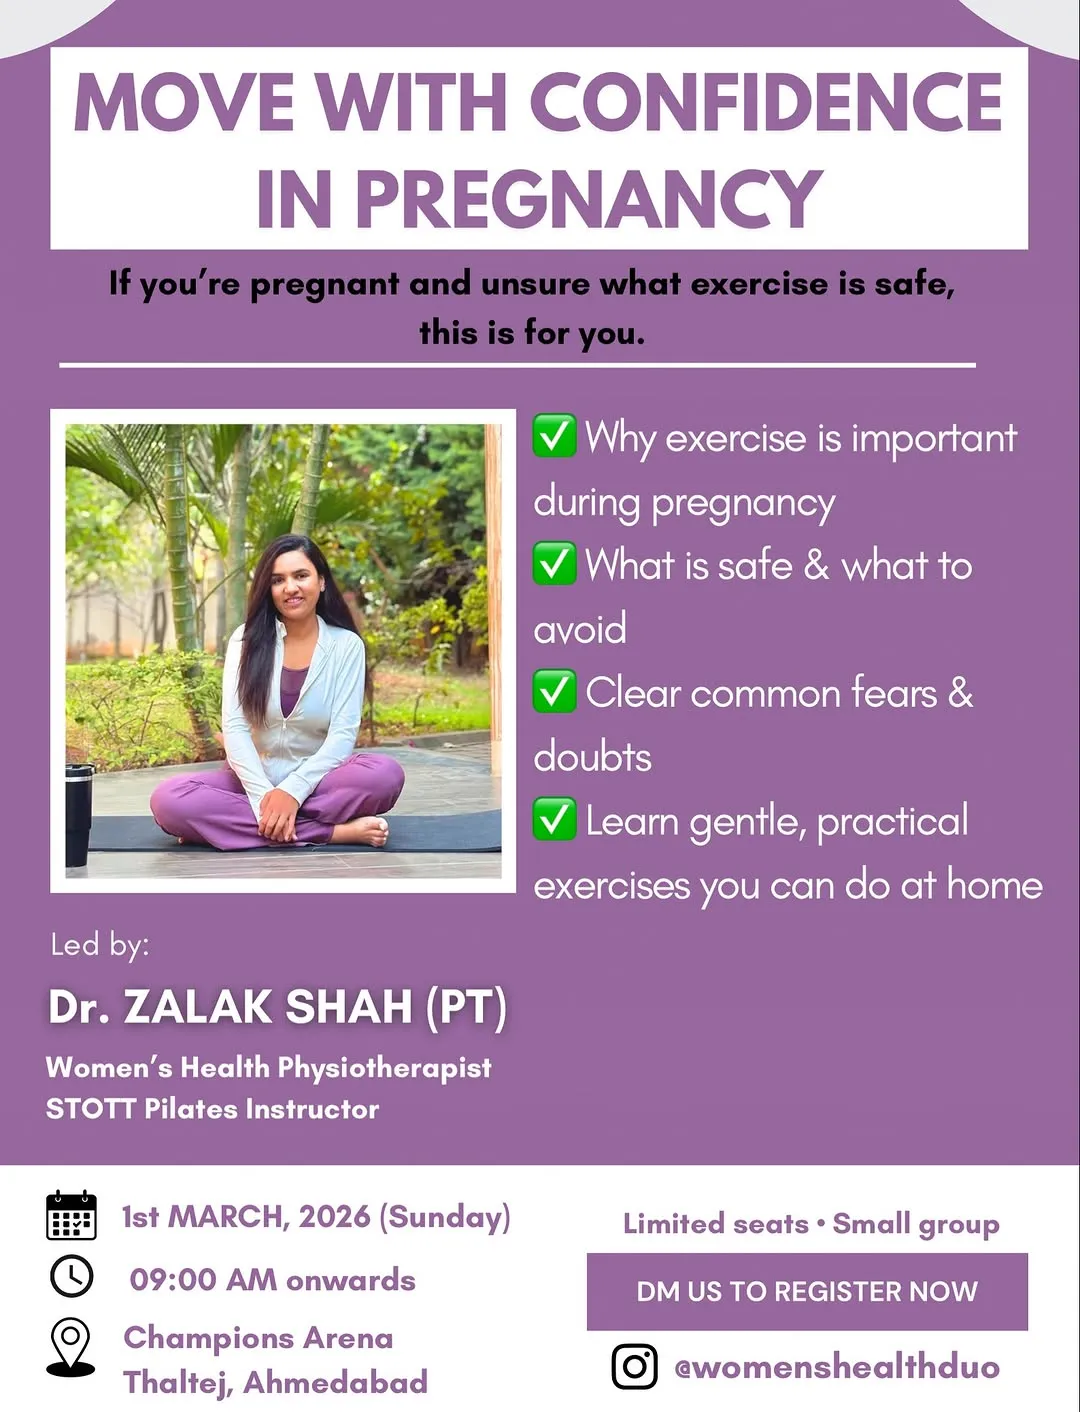 MOVE WITH CONFIDENCE
IN PREGNANCY
If you’re pregnant and unsure what exercise is safe,
this is for you.
✅ Why exercise is important
during pregnancy
✅ What is safe & what to
avoid
✅ Clear common fears &
doubts
✅ Learn gentle, practical
exercises you can do at home
Led by:
Dr. ZALAK SHAH (PT)
Women’s Health Physiotherapist
STOTT Pilates Instructor
1st MARCH, 2026 (Sunday)
09:00 AM onwards
Champions Arena
Thaltej, Ahmedabad
Limited seats • Small group
DM US TO REGISTER NOW
@womenshealthduo